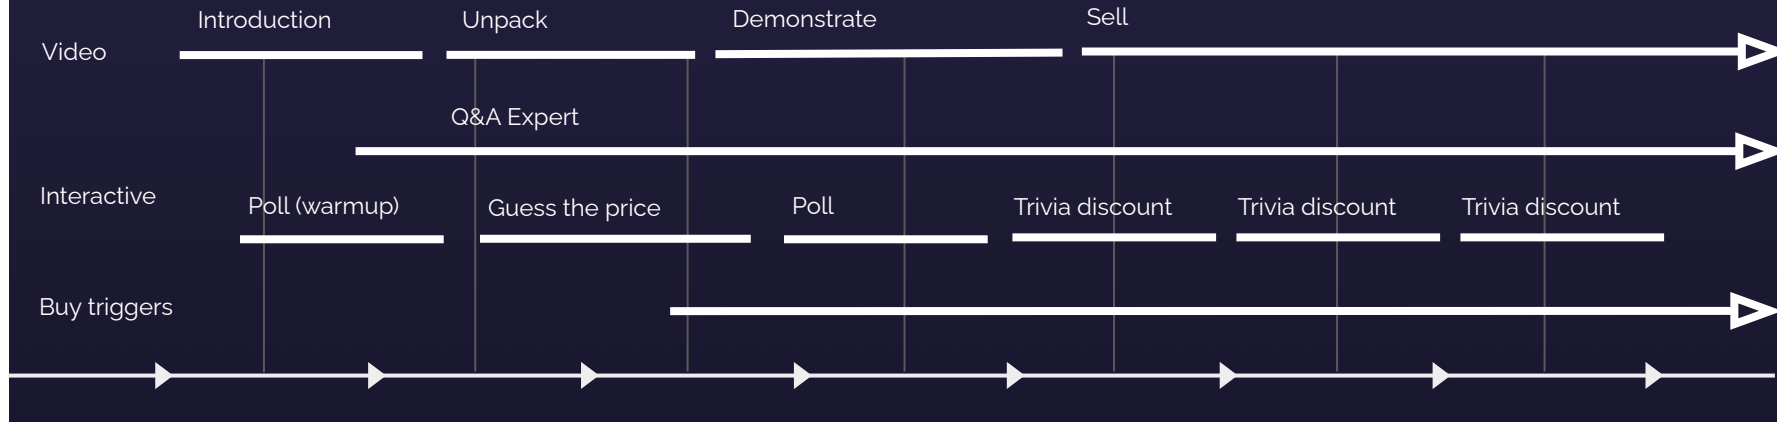 Introduction
Unpack
Demonstrate
Sell
Video
Q&A Expert
Interactive
Poll (warmup)
Guess the price
Poll
Trivia discount
Trivia discount
Trivia discount
Buy triggers